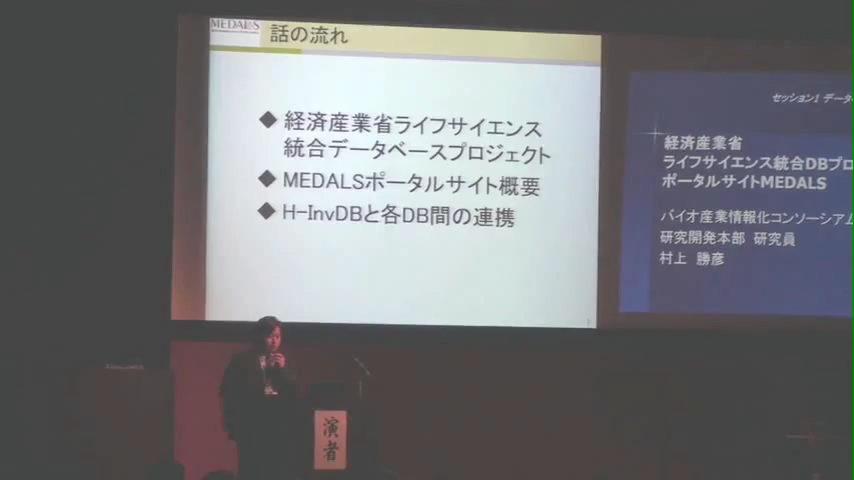 MEDALS
話の流れ
◆ 経済産業省ライフサイエンス
統合データベースプロジェクト
◆ MEDALSポータルサイト概要
◆ H-InvDBと各DB間の連携
セッション1 データ
経済産業省
ライフサイエンス統合DBプロ
ポータルサイトMEDALS
バイオ産業情報化コンソーシアム
研究開発本部 研究員
村上 勝彦
演者